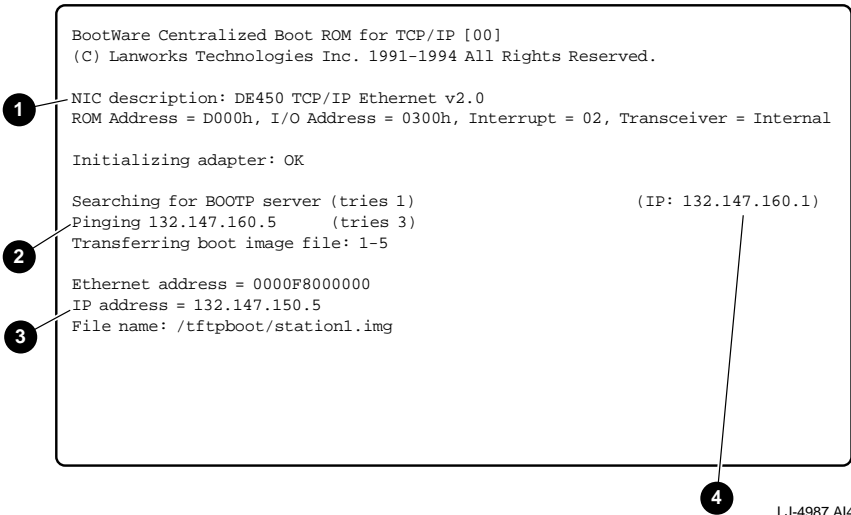 BootWare Centralized Boot ROM for TCP/IP [00]
(C) Lanworks Technologies Inc. 1991-1994 All Rights Reserved.
1
NIC description: DE450 TCP/IP Ethernet v2.0
ROM Address = D000h, I/O Address = 0300h, Interrupt = 02, Transceiver = Internal
Initializing adapter: OK
Searching for BOOTP server (tries 1) (IP: 132.147.160.1)
Pinging 132.147.160.5 (tries 3)
2
Transferring boot image file: 1-5
Ethernet address = 0000F8000000
IP address = 132.147.150.5
3
File name: /tftpboot/station1.img
4
LJ-4987.AI4